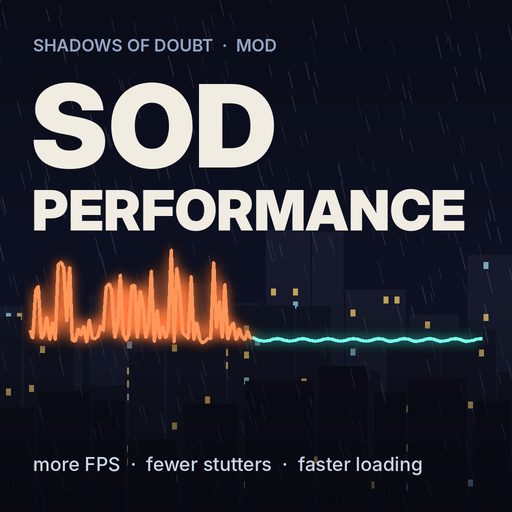 SHADOWS OF DOUBT · MOD
SOD
PERFORMANCE
more FPS · fewer stutters · faster loading